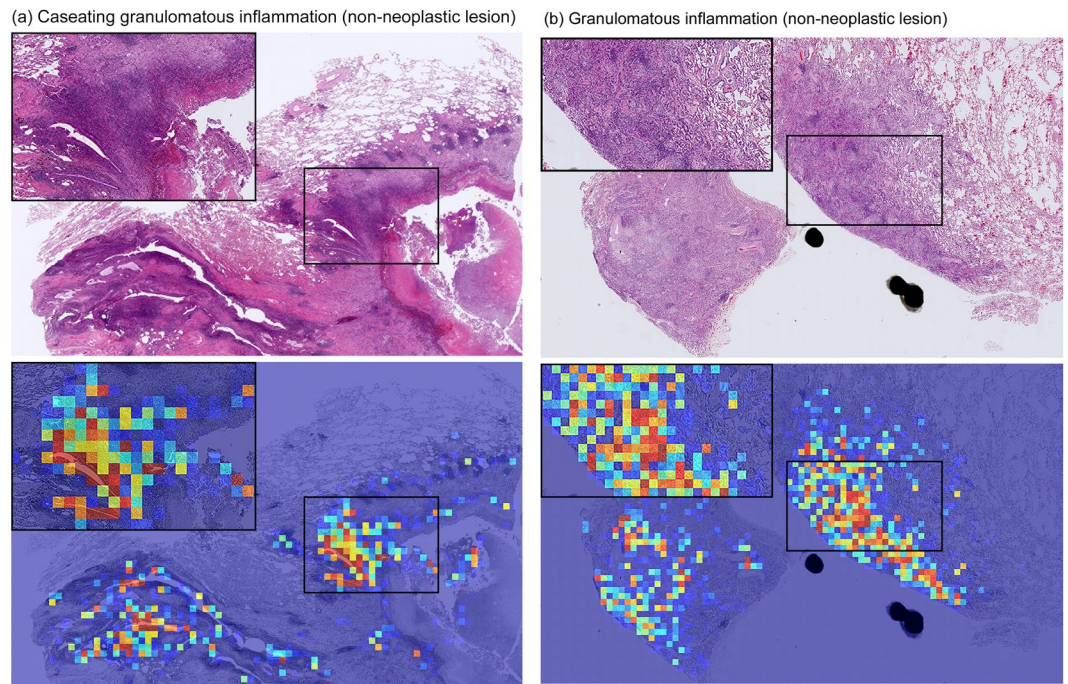 (a) Caseating granulomatous inflammation (non-neoplastic lesion)
(b) Granulomatous inflammation (non-neoplastic lesion)